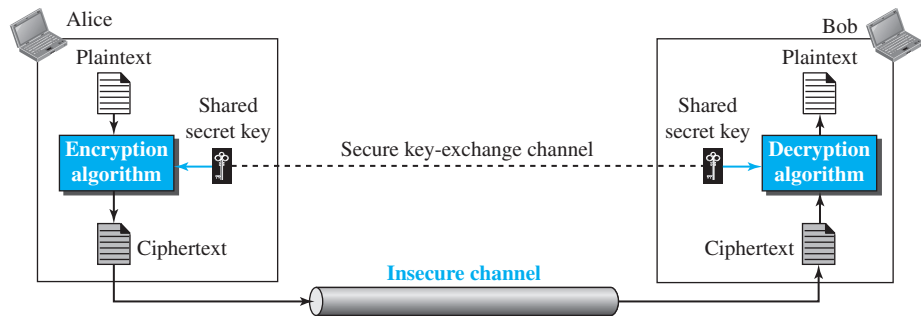 Alice
Bob
Plaintext
Plaintext
Shared
secret key
Shared
secret key
Encryption
algorithm
Secure key-exchange channel
Decryption
algorithm
Ciphertext
Ciphertext
Insecure channel